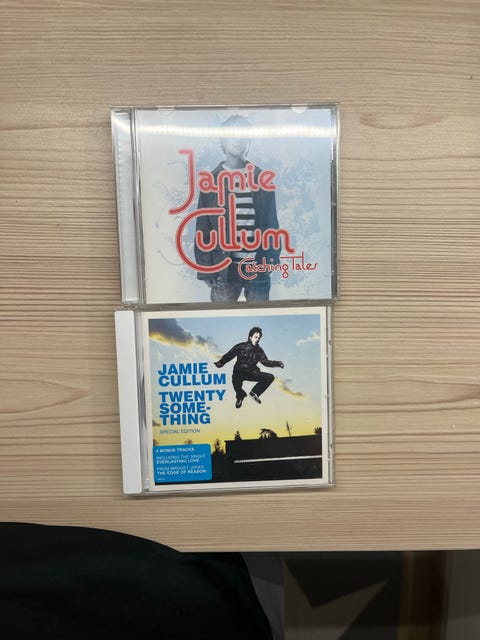 Jamie
Cullum
Catching Tales
JAMIE
CULLUM
TWENTY
SOME-
THING
SPECIAL EDITION
4 BONUS TRACKS
INCLUDING THE SINGLE
EVERLASTING LOVE
FROM BRIDGET JONES
THE EDGE OF REASON